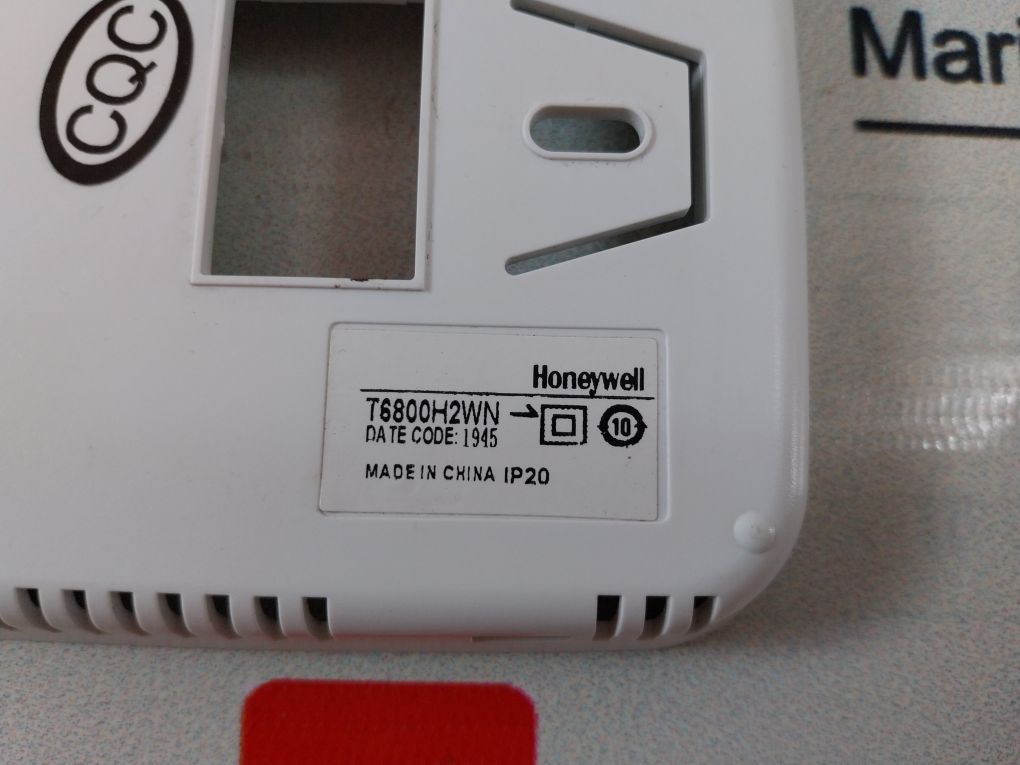 CQC
Mari
Honeywell
T6800H2WN
10
DATE CODE: 1945
MADE IN CHINA IP20